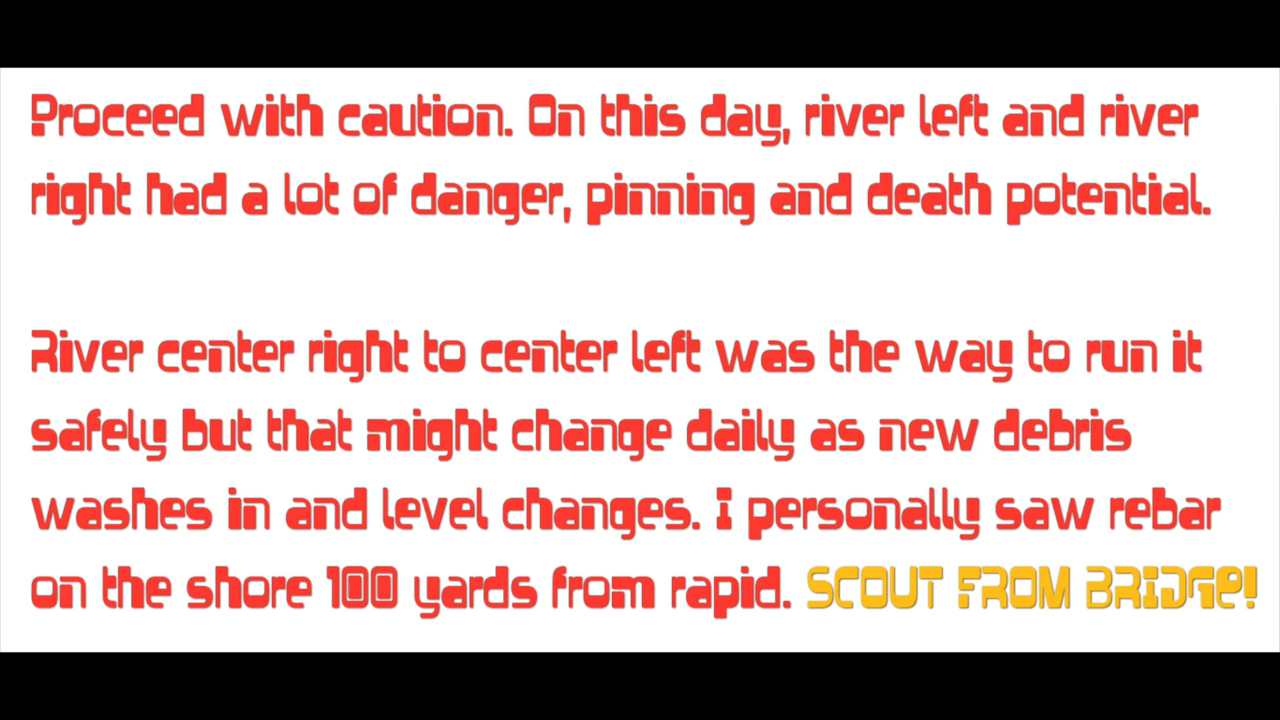 Proceed with caution. On this day, river left and river
right had a lot of danger, pinning and death potential.
River center right to center left was the way to run it
safely but that might change daily as new debris
washes in and level changes. I personally saw rebar
on the shore 100 yards from rapid. SCOUT FROM BRIDGE!